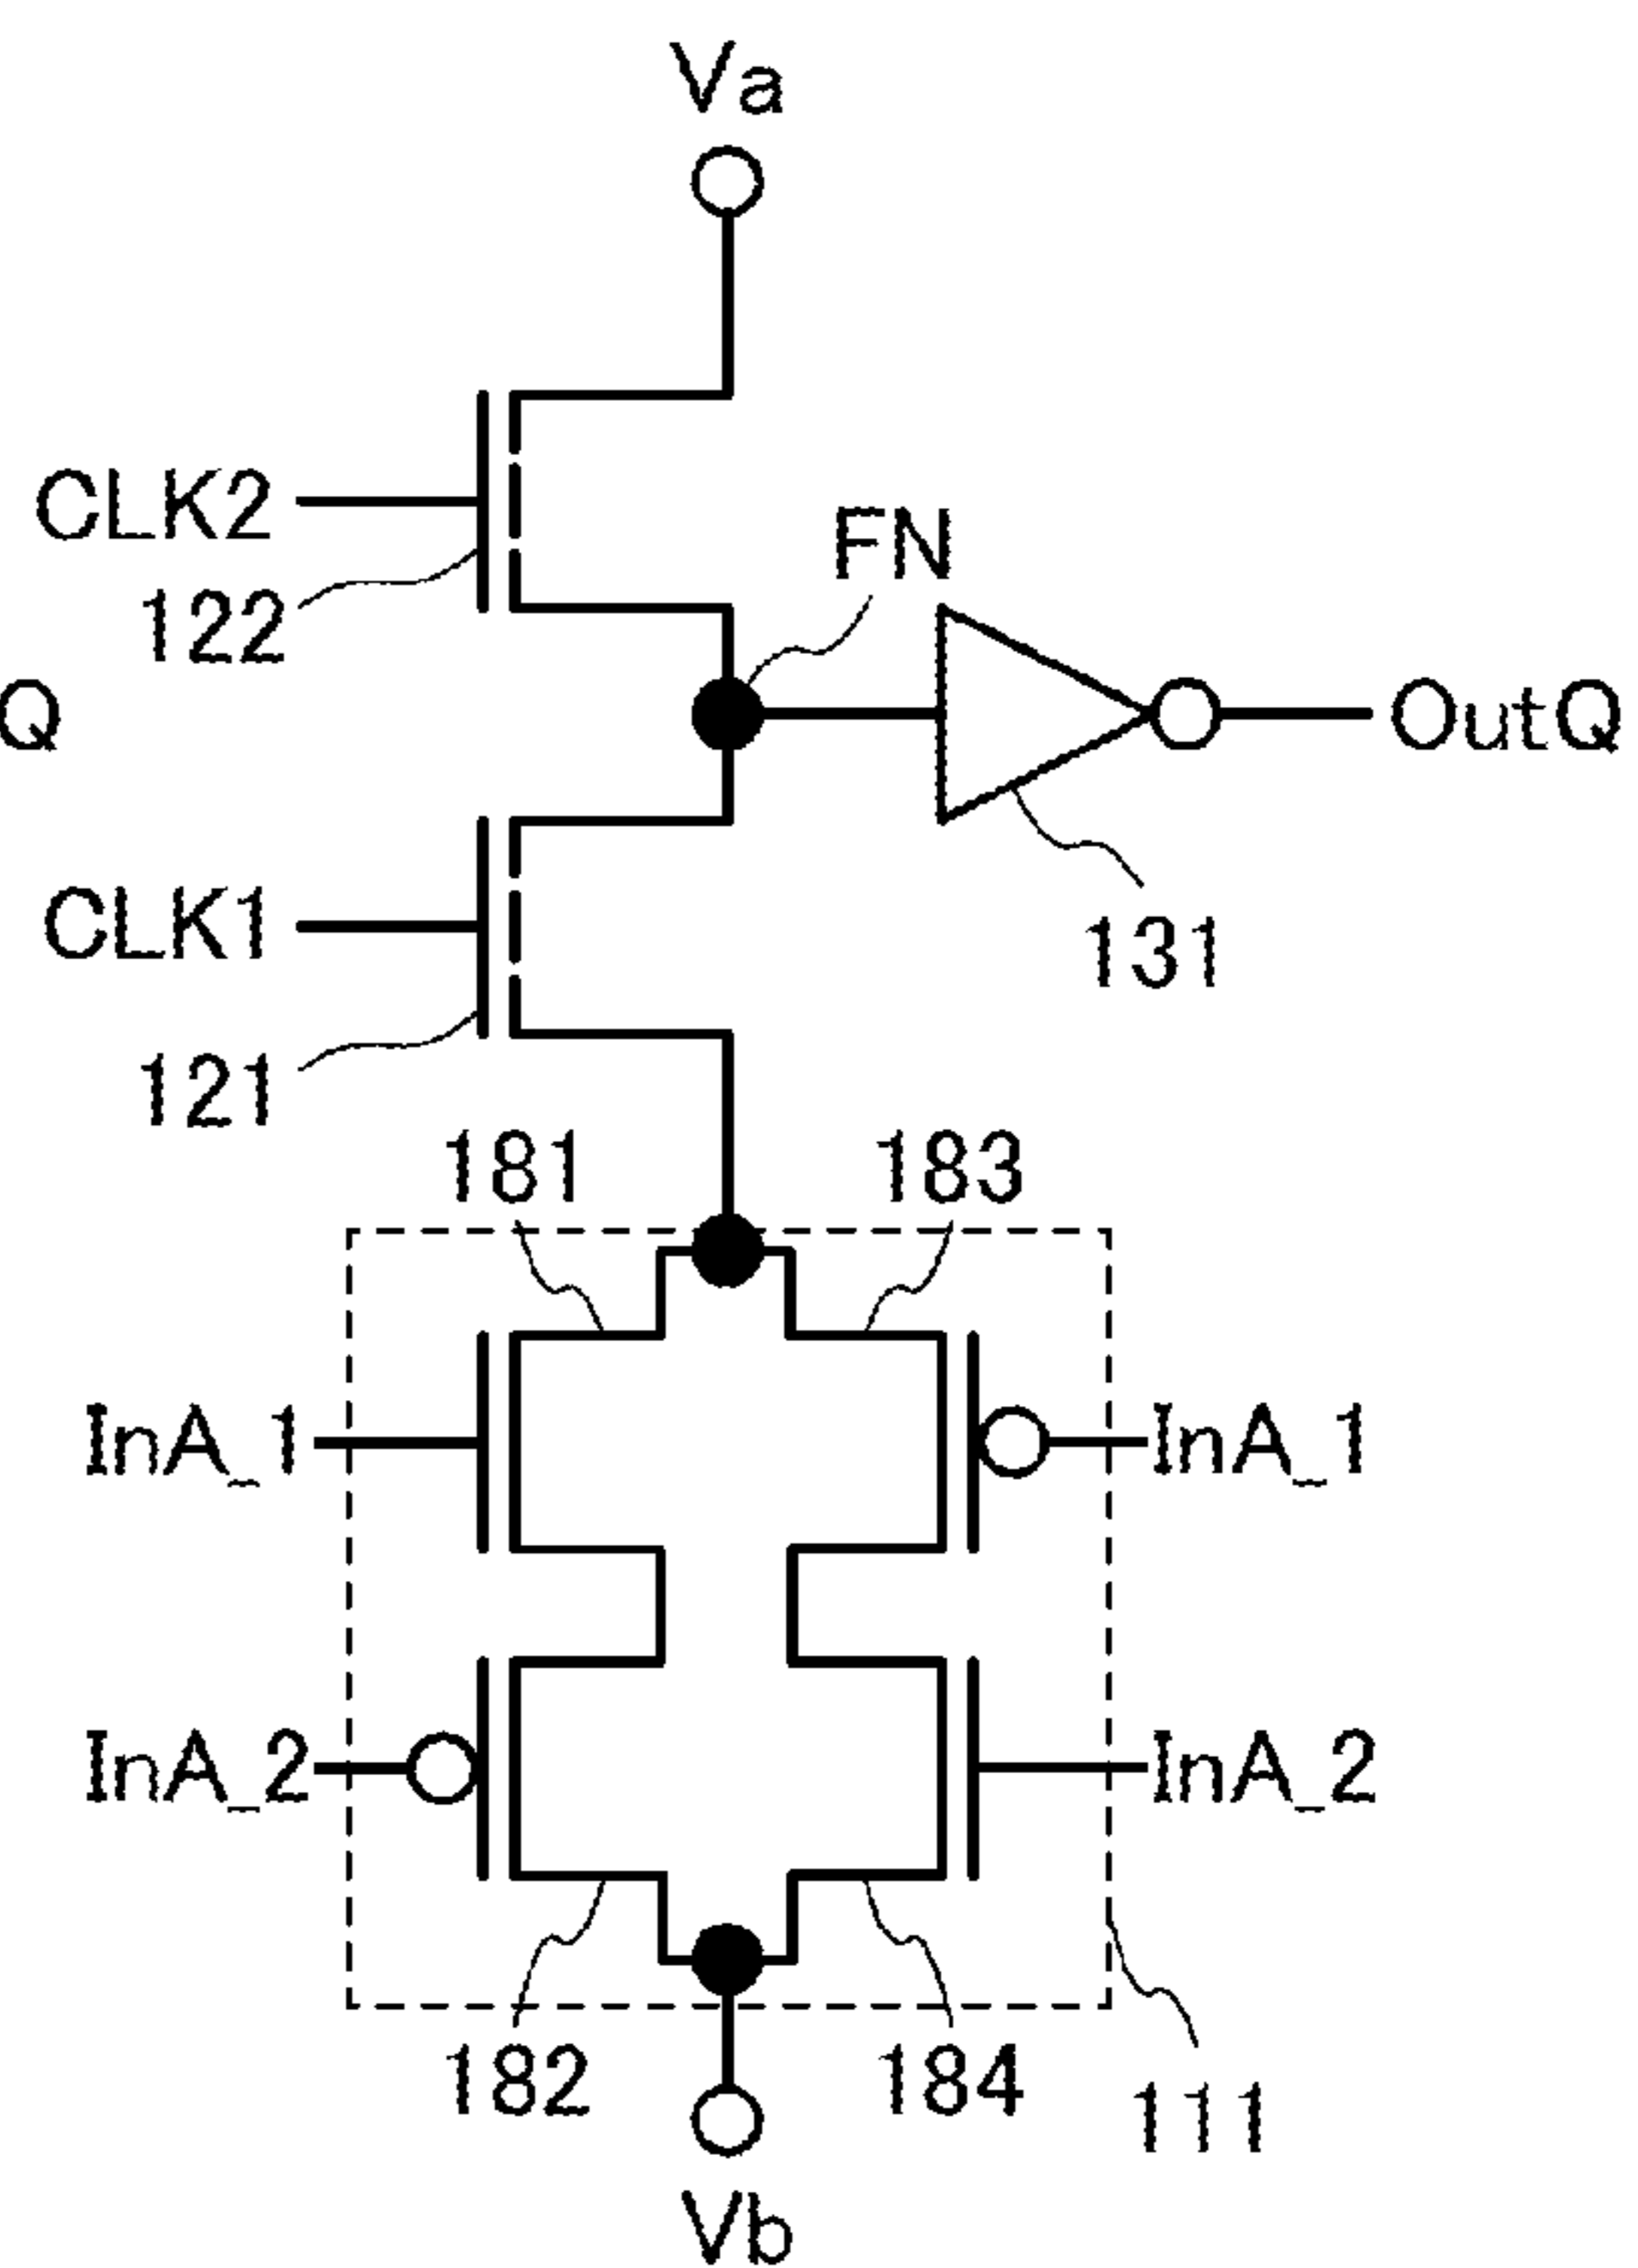 Va
CLK2
FN
122
Q
OutQ
CLK1
131
121
181
183
InA_1
InA_1
InA_2
InA_2
182
184
111
Vb